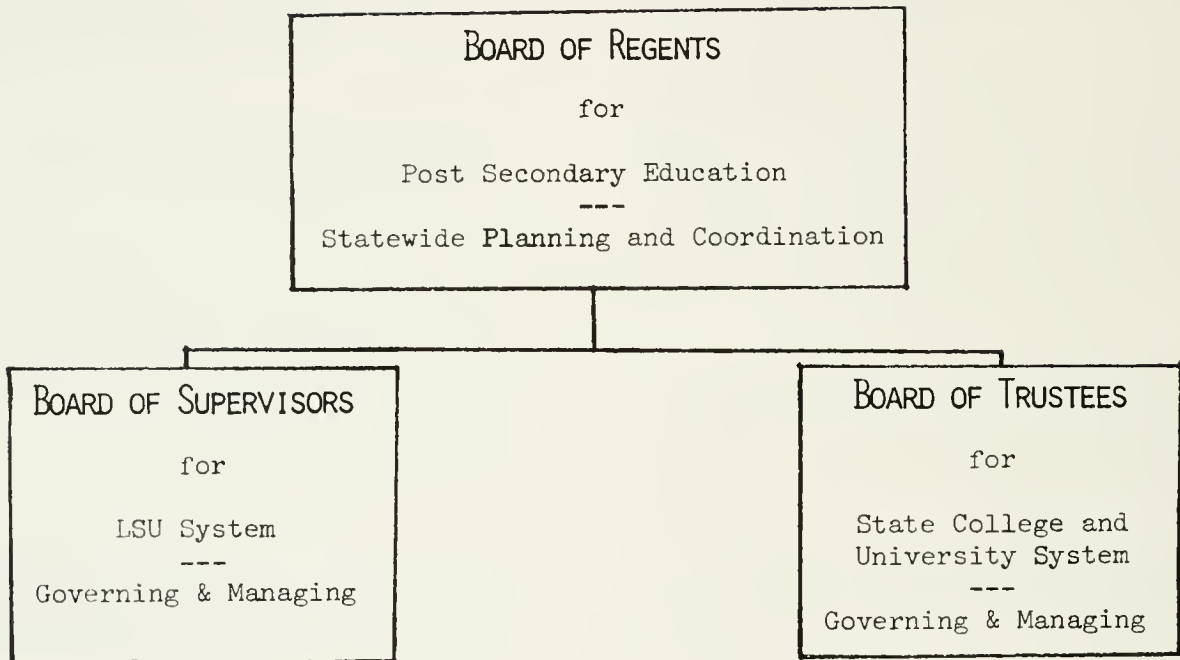 BOARD OF REGENTS
for
Post Secondary Education
---
Statewide Planning and Coordination
BOARD OF SUPERVISORS
for
LSU System
---
Governing & Managing
BOARD OF TRUSTEES
for
State College and
University System
---
Governing & Managing